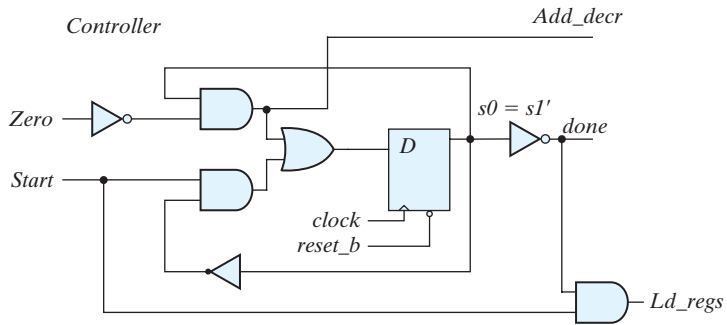 Controller
Add_decr
Zero
s0 = s1'
done
D
Start
clock
reset_b
Ld_regs